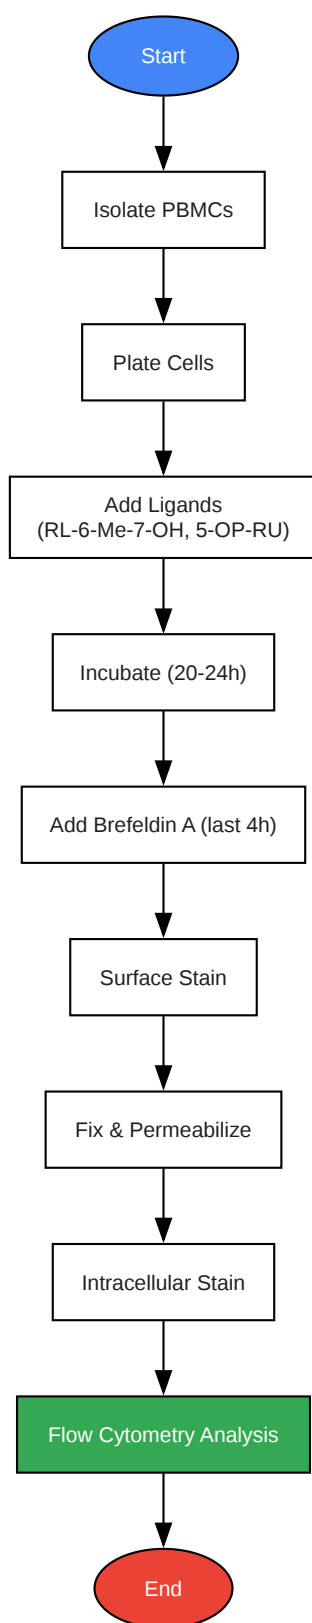 Start
Isolate PBMCs
Plate Cells
Add Ligands
(RL-6-Me-7-OH, 5-OP-RU)
Incubate (20-24h)
Add Brefeldin A (last 4h)
Surface Stain
Fix & Permeabilize
Intracellular Stain
Flow Cytometry Analysis
End